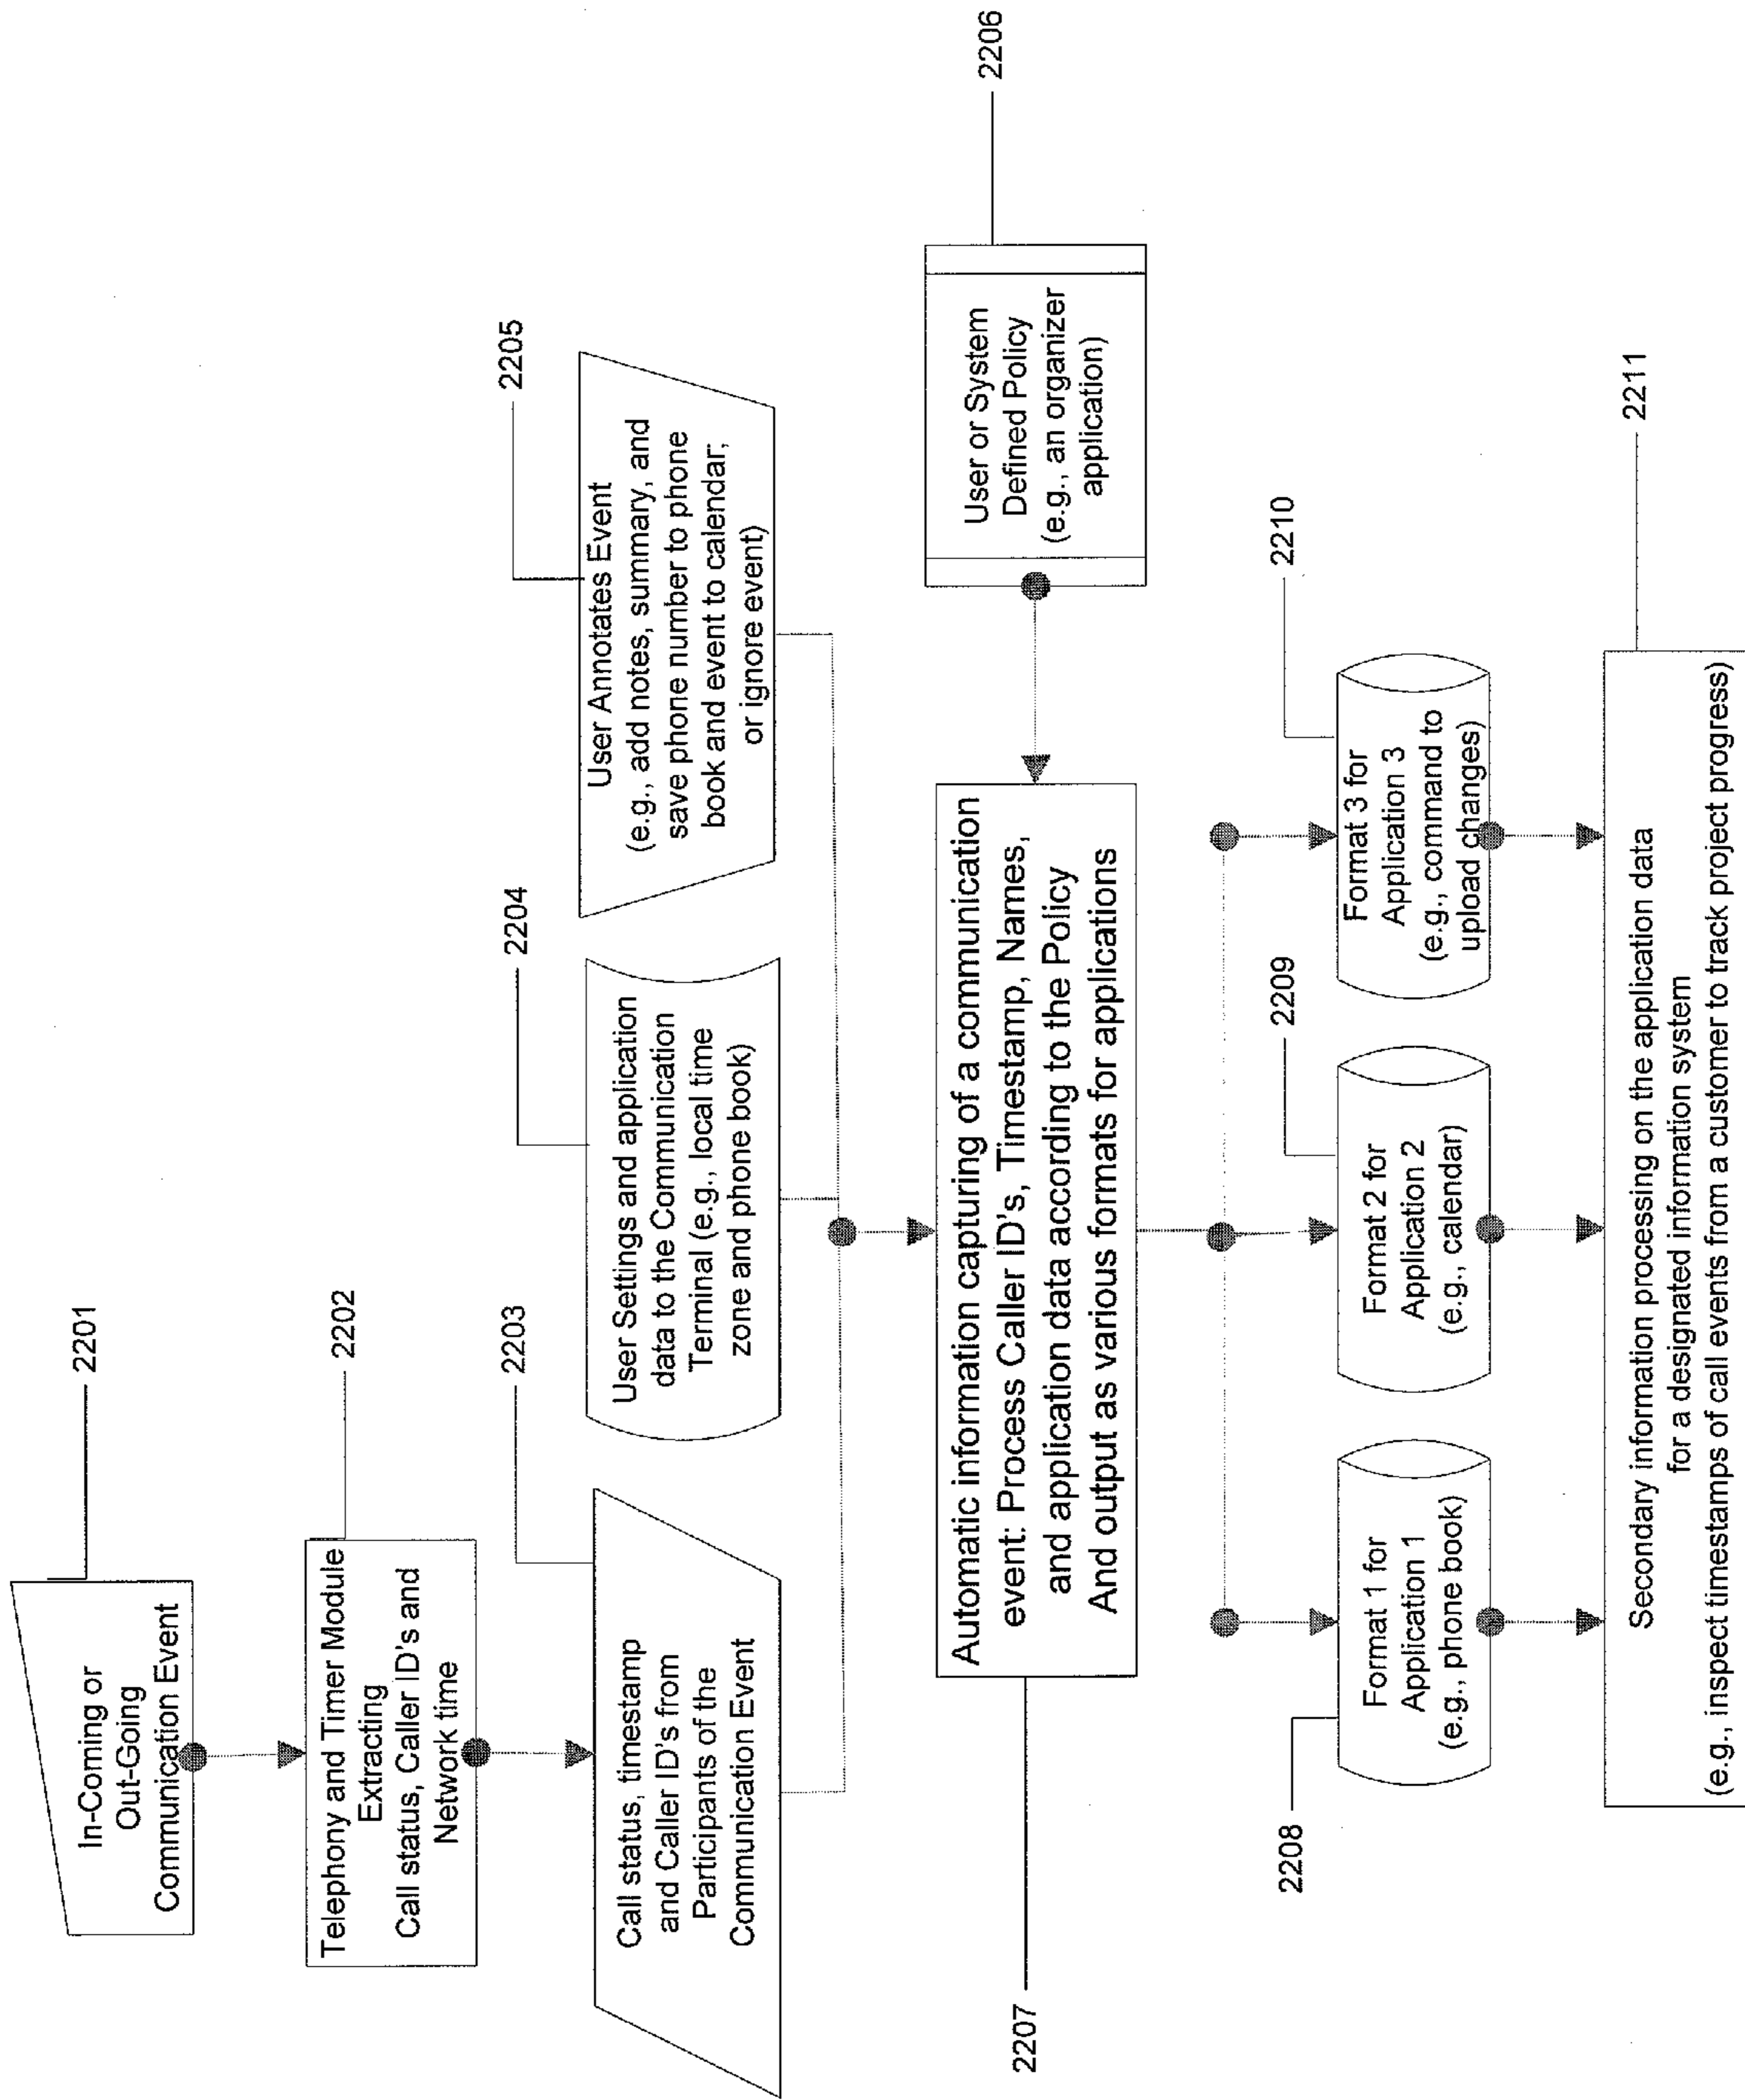 2201
In-Coming or
Out-Going
Communication Event
2202
Telephony and Timer Module
Extracting
Call status, Caller ID's and
Network time
2203
Call status, timestamp
and Caller ID's from
Participants of the
Communication Event
2204
User Settings and application
data to the Communication
Terminal (e.g., local time
zone and phone book)
2205
User Annotates Event
(e.g., add notes, summary, and
save phone number to phone
book and event to calendar;
or ignore event)
2206
User or System
Defined Policy
(e.g., an organizer
application)
2207
Automatic information capturing of a communication
event: Process Caller ID's, Timestamp, Names,
and application data according to the Policy
And output as various formats for applications
2208
Format 1 for
Application 1
(e.g., phone book)
2209
Format 2 for
Application 2
(e.g., calendar)
2210
Format 3 for
Application 3
(e.g., command to
upload changes)
2211
Secondary information processing on the application data
for a designated information system
(e.g., inspect timestamps of call events from a customer to track project progress)